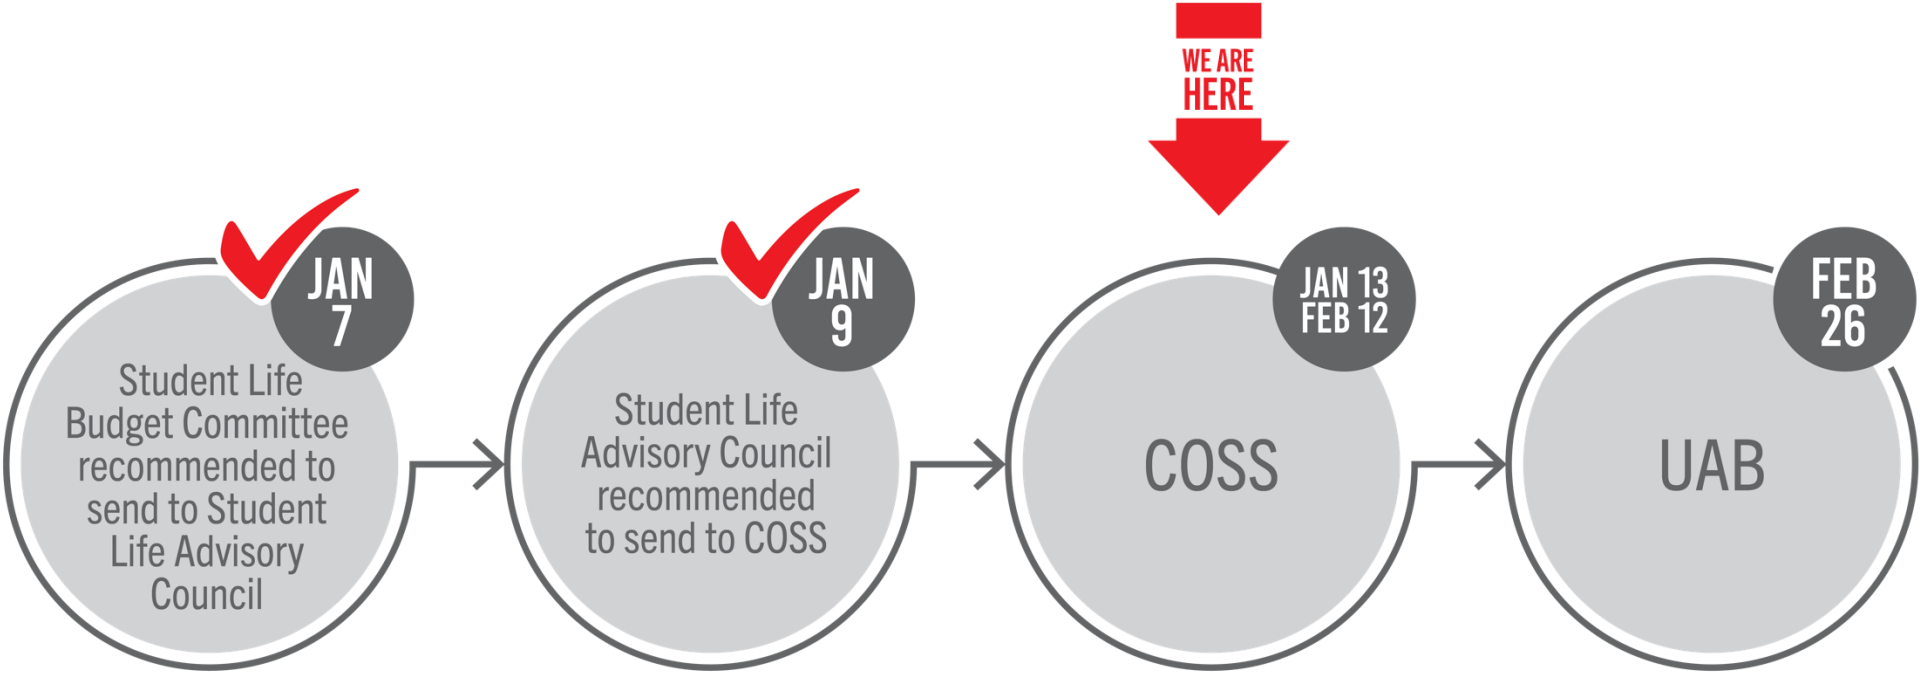 WE ARE
HERE
JAN
7
Student Life
Budget Committee
recommended to
send to Student
Life Advisory
Council
JAN
9
Student Life
Advisory Council
recommended
to send to COSS
JAN 13
FEB 12
COSS
FEB
26
UAB